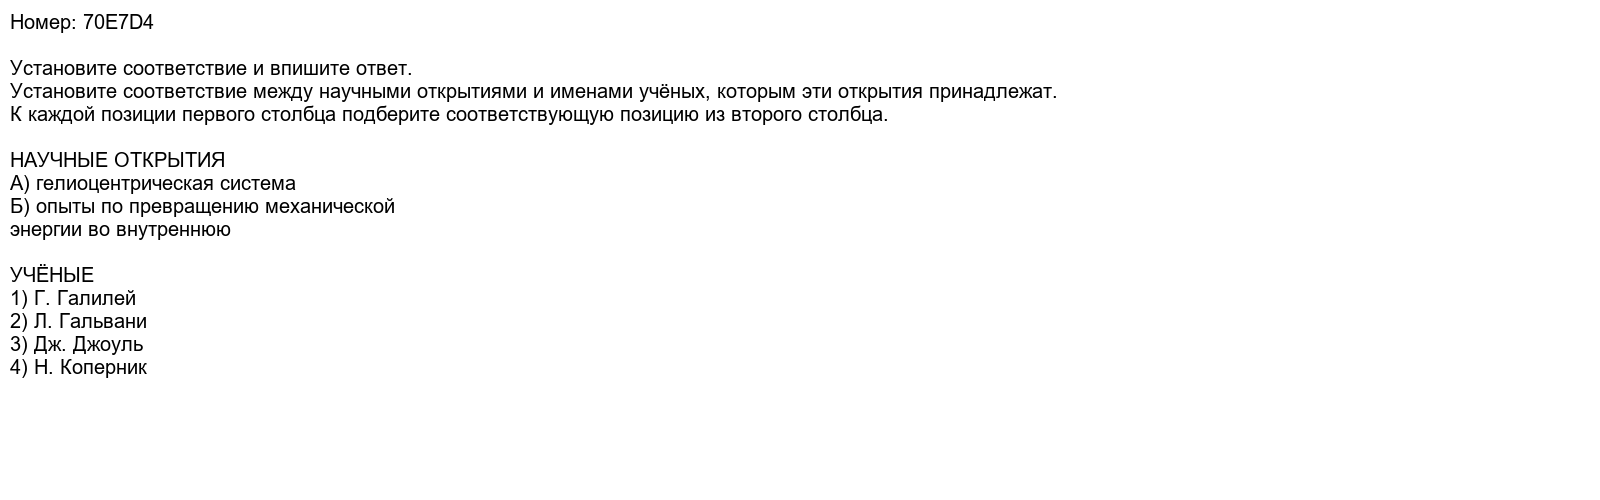 Номер: 70E7D4
Установите соответствие и впишите ответ.
Установите соответствие между научными открытиями и именами учёных, которым эти открытия принадлежат.
К каждой позиции первого столбца подберите соответствующую позицию из второго столбца.
НАУЧНЫЕ ОТКРЫТИЯ
А) гелиоцентрическая система
Б) опыты по превращению механической
энергии во внутреннюю
УЧЁНЫЕ
1) Г. Галилей
2) Л. Гальвани
3) Дж. Джоуль
4) Н. Коперник